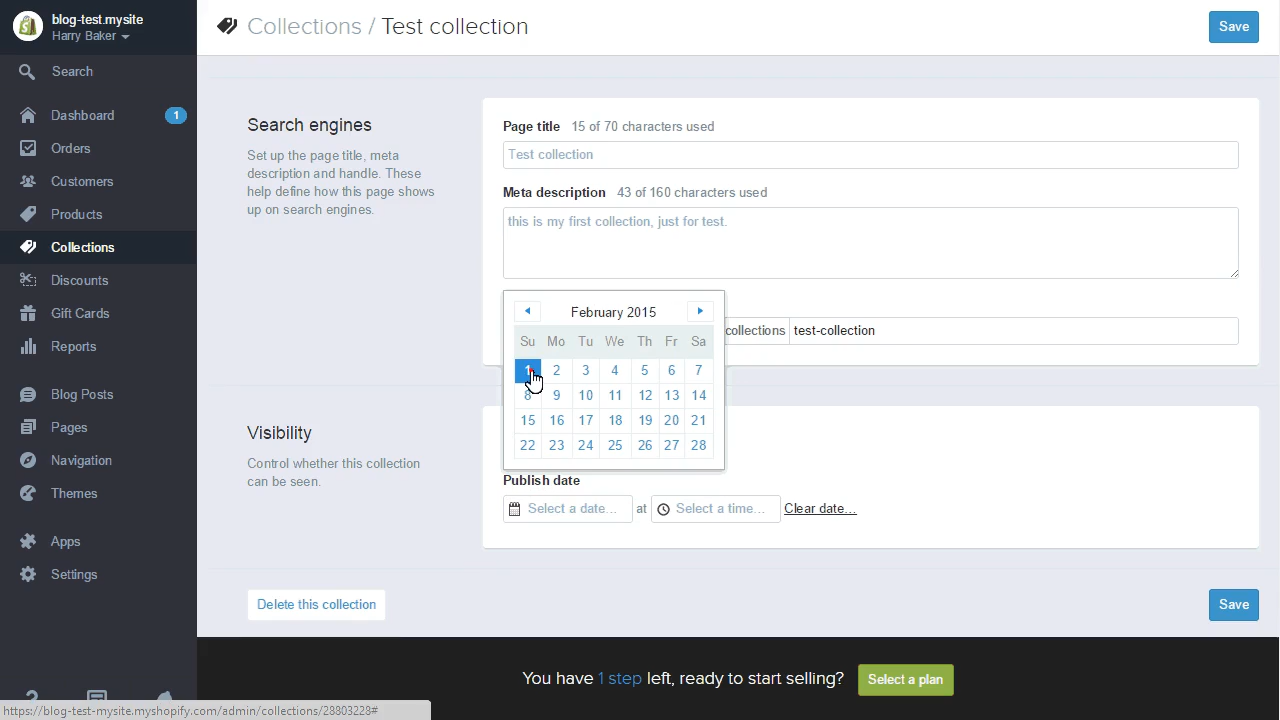 blog-test.mysite
Harry Baker
Search
Dashboard 1
Orders
Customers
Products
Collections
Discounts
Gift Cards
Reports
Blog Posts
Pages
Navigation
Themes
Apps
Settings
Collections / Test collection
Save
Search engines
Set up the page title, meta
description and handle. These
help define how this page shows
up on search engines.
Page title 15 of 70 characters used
Test collection
Meta description 43 of 160 characters used
this is my first collection, just for test.
collections test-collection
February 2015
Su Mo Tu We Th Fr Sa
1 2 3 4 5 6 7
8 9 10 11 12 13 14
15 16 17 18 19 20 21
22 23 24 25 26 27 28
Visibility
Control whether this collection
can be seen.
Publish date
Select a date... at Select a time... Clear date...
Delete this collection
Save
You have 1 step left, ready to start selling? Select a plan
https://blog-test-mysite.myshopify.com/admin/collections/28803228#